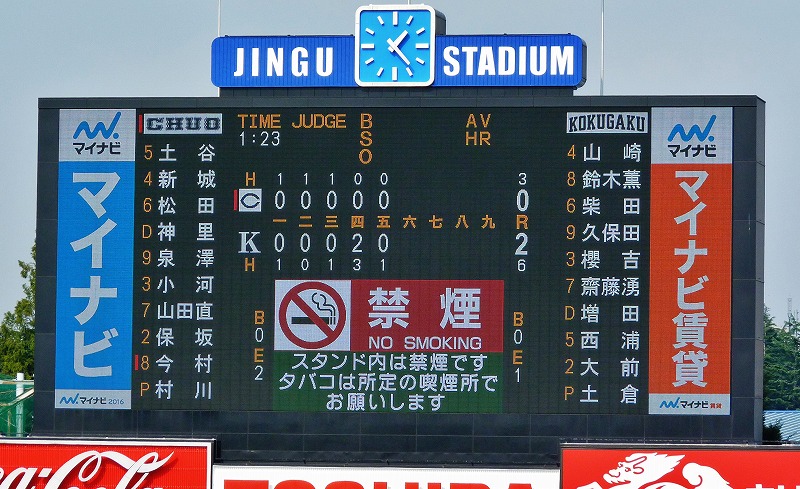 JINGU STADIUM
マイナビ
マイナビ
マイナビ 2016
CHUO
5 土谷
4 新城
6 松田
D 神里
9 泉澤
3 小河
7 山田直
2 保坂
8 今村
P 村川
TIME JUDGE
1:23
B
S
O
AV
HR
H 1 1 1 0 0 3
C 0 0 0 0 0 0
一 二 三 四 五 六 七 八 九 R
K 0 0 0 2 0 2
H 1 0 1 3 1 6
B 0
E 2
B 0
E 1
禁煙
NO SMOKING
スタンド内は禁煙です
タバコは所定の喫煙所で
お願いします
KOKUGAKU
4 山崎
8 鈴木薫
6 柴田
9 久保田
3 櫻吉
7 齋藤湧
D 増田
5 西浦
2 大前
P 土倉
マイナビ
マイナビ賃貸
マイナビ賃貸
Coca-Cola
TOSHIBA